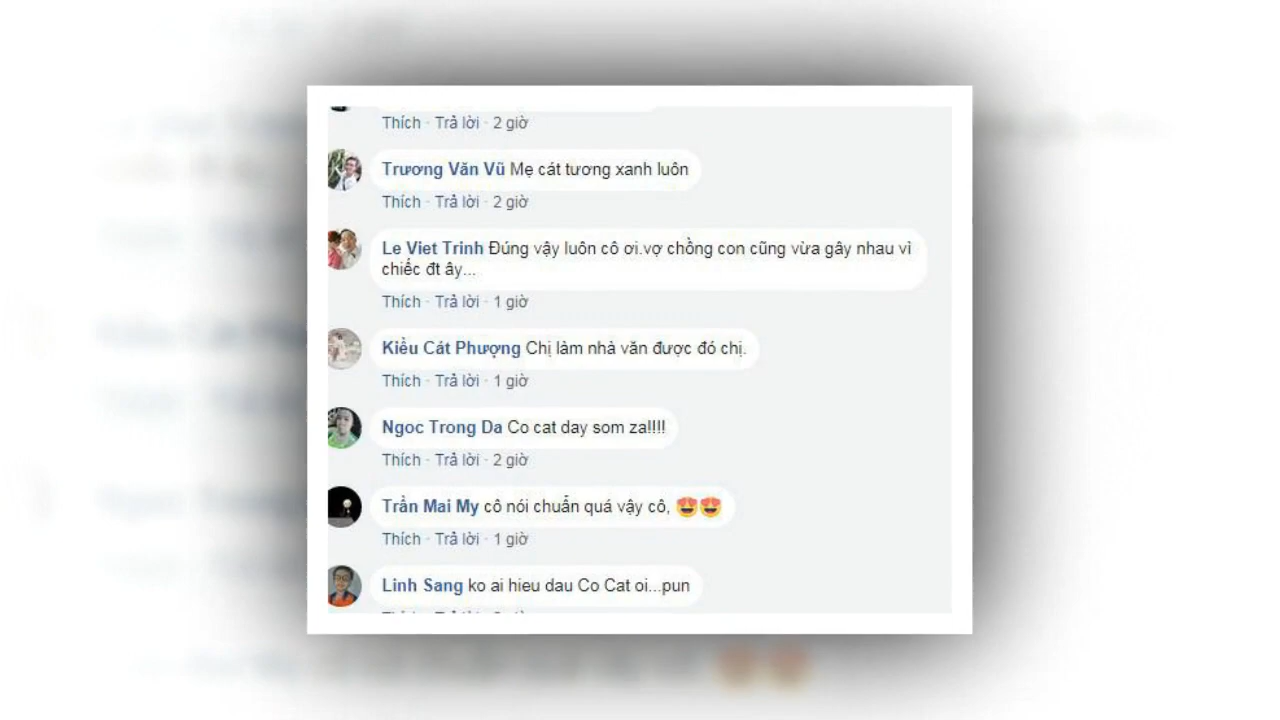 Thích · Trả lời · 2 giờ
Trương Văn Vũ Mẹ cát tương xanh luôn
Thích · Trả lời · 2 giờ
Le Viet Trinh Đúng vậy luôn cô ơi.vợ chồng con cũng vừa gây nhau vì
chiếc đt ây...
Thích · Trả lời · 1 giờ
Kiều Cát Phượng Chị làm nhà văn được đó chị.
Thích · Trả lời · 1 giờ
Ngoc Trong Da Co cat day som za!!!!
Thích · Trả lời · 2 giờ
Trần Mai My cô nói chuẩn quá vậy cô, 😍😍
Thích · Trả lời · 1 giờ
Linh Sang ko ai hieu dau Co Cat oi...pun